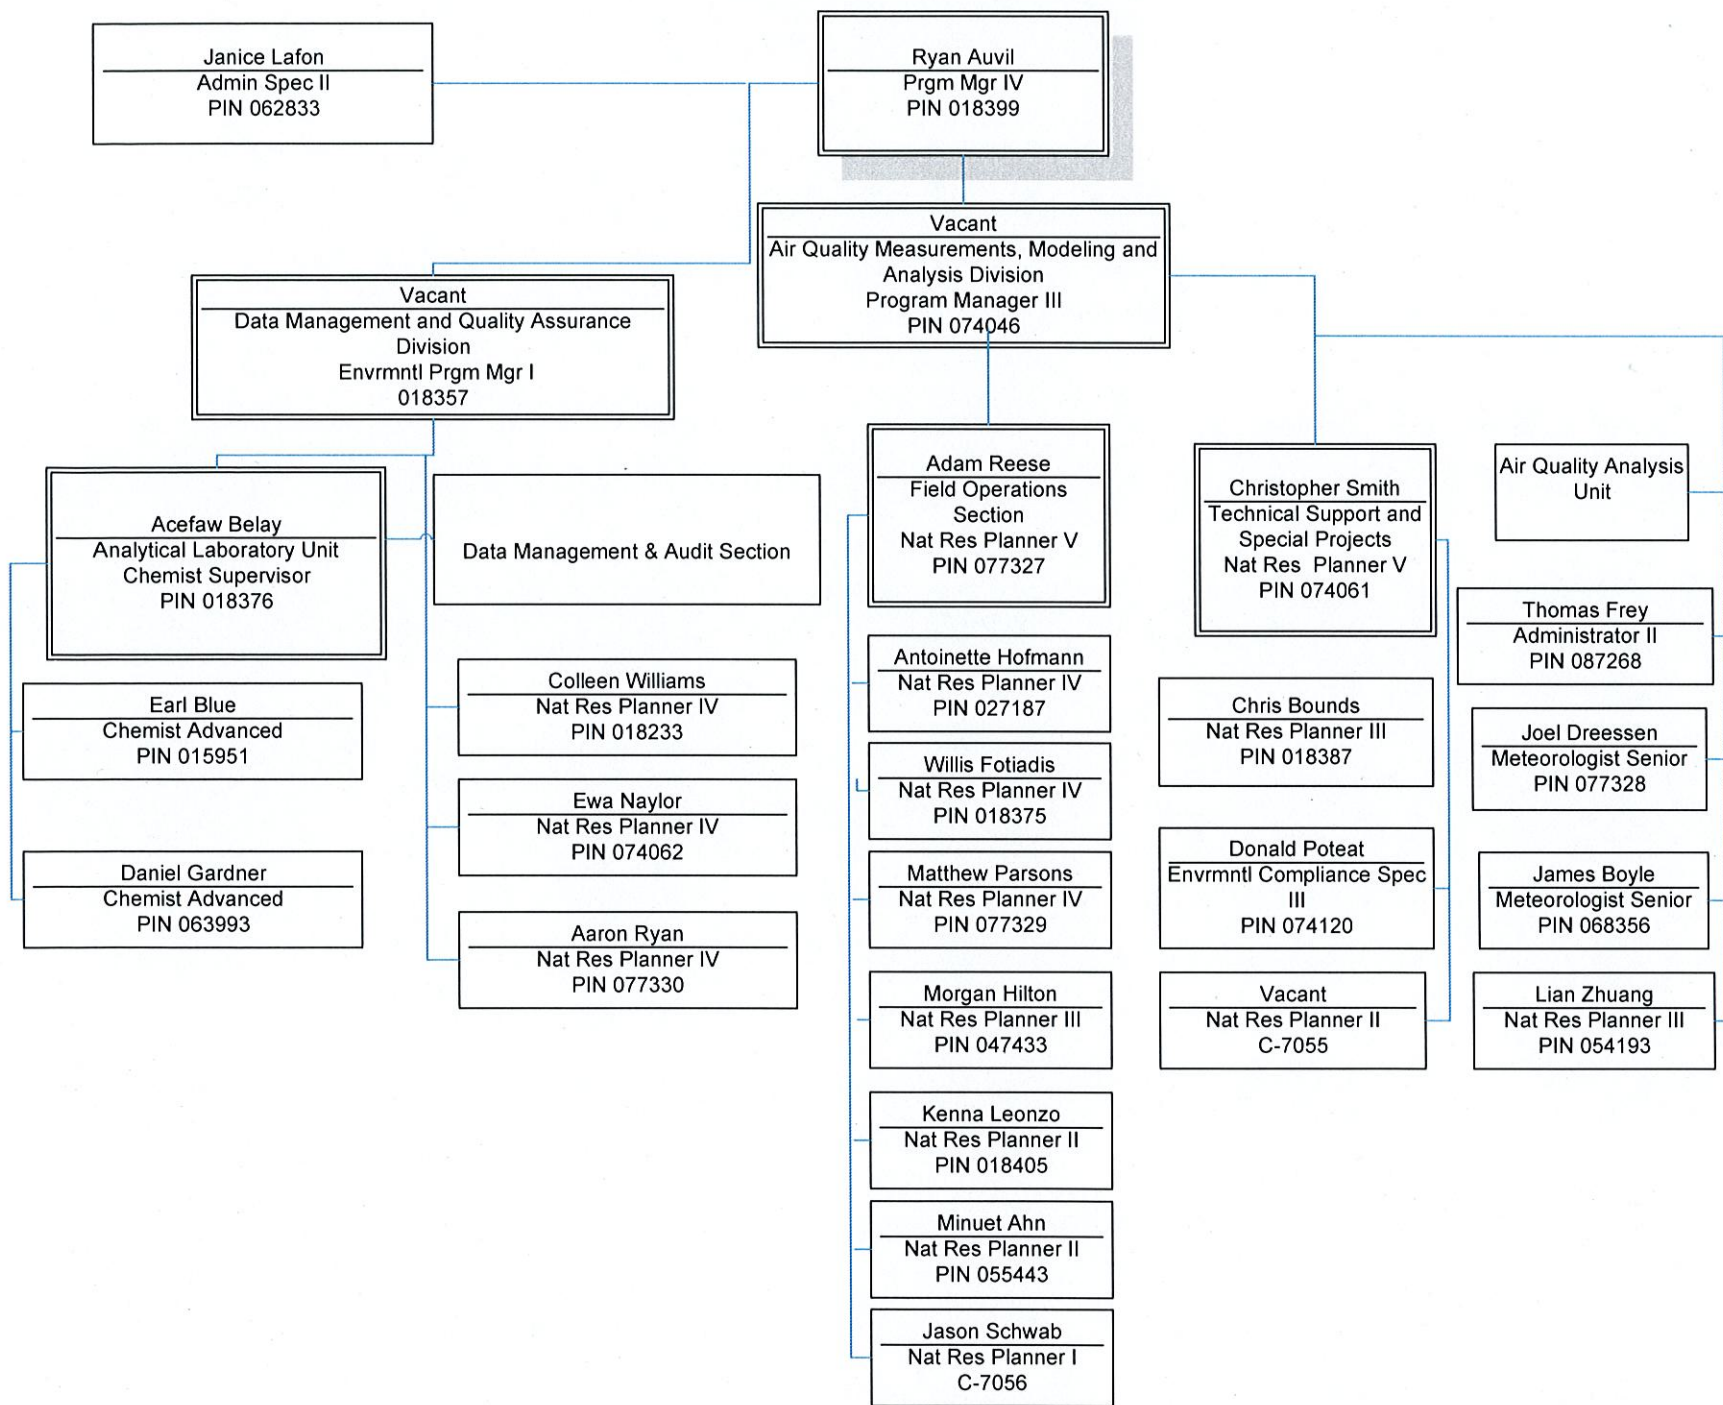 Janice Lafon
Admin Spec II
PIN 062833
Ryan Auvil
Prgm Mgr IV
PIN 018399
Vacant
Air Quality Measurements, Modeling and
Analysis Division
Program Manager III
PIN 074046
Vacant
Data Management and Quality Assurance
Division
Envrmntl Prgm Mgr I
018357
Acefaw Belay
Analytical Laboratory Unit
Chemist Supervisor
PIN 018376
Earl Blue
Chemist Advanced
PIN 015951
Daniel Gardner
Chemist Advanced
PIN 063993
Data Management & Audit Section
Colleen Williams
Nat Res Planner IV
PIN 018233
Ewa Naylor
Nat Res Planner IV
PIN 074062
Aaron Ryan
Nat Res Planner IV
PIN 077330
Adam Reese
Field Operations
Section
Nat Res Planner V
PIN 077327
Antoinette Hofmann
Nat Res Planner IV
PIN 027187
Willis Fotiadis
Nat Res Planner IV
PIN 018375
Matthew Parsons
Nat Res Planner IV
PIN 077329
Morgan Hilton
Nat Res Planner III
PIN 047433
Kenna Leonzo
Nat Res Planner II
PIN 018405
Minuet Ahn
Nat Res Planner II
PIN 055443
Jason Schwab
Nat Res Planner I
C-7056
Christopher Smith
Technical Support and
Special Projects
Nat Res Planner V
PIN 074061
Chris Bounds
Nat Res Planner III
PIN 018387
Donald Poteat
Envrmntl Compliance Spec
III
PIN 074120
Vacant
Nat Res Planner II
C-7055
Air Quality Analysis
Unit
Thomas Frey
Administrator II
PIN 087268
Joel Dreessen
Meteorologist Senior
PIN 077328
James Boyle
Meteorologist Senior
PIN 068356
Lian Zhuang
Nat Res Planner III
PIN 054193